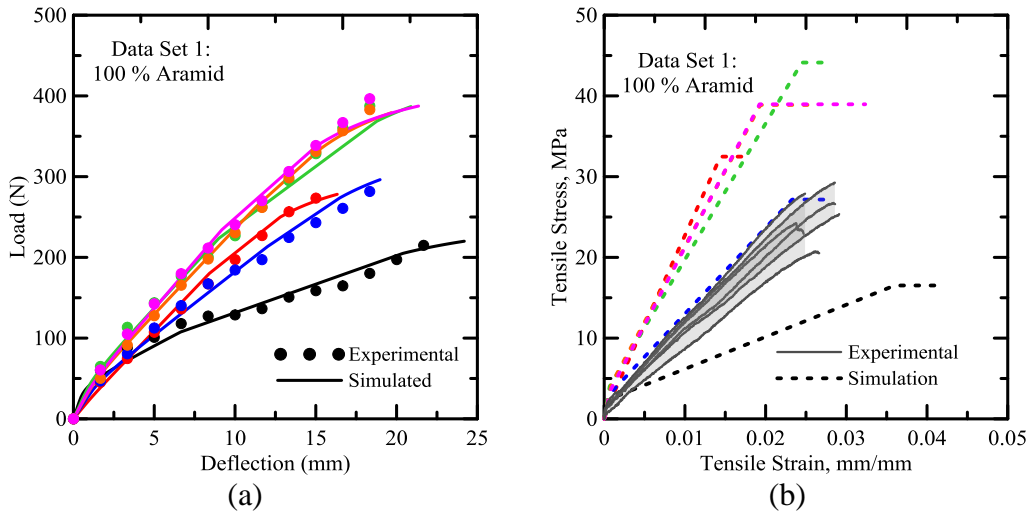 500
400
300
200
100
0
Load (N)
Data Set 1:
100 % Aramid
Experimental
Simulated
0
5
10
15
20
25
Deflection (mm)
(a)
50
40
30
20
10
0
Tensile Stress, MPa
Data Set 1:
100 % Aramid
Experimental
Simulation
0
0.01
0.02
0.03
0.04
0.05
Tensile Strain, mm/mm
(b)